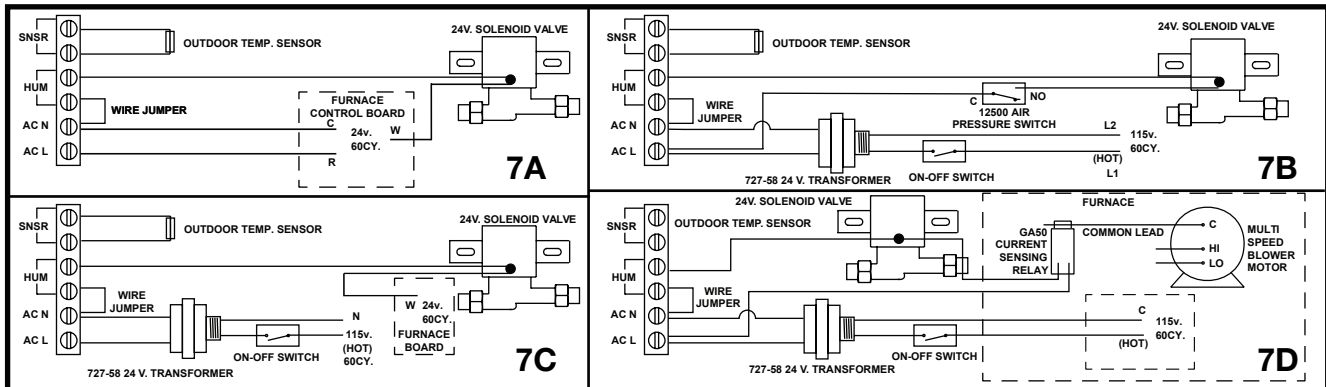 SNSR
OUTDOOR TEMP. SENSOR
24V. SOLENOID VALVE
HUM
WIRE JUMPER
FURNACE
CONTROL BOARD
AC N
C
24v.
W
60CY.
AC L
R
7A
SNSR
OUTDOOR TEMP. SENSOR
24V. SOLENOID VALVE
HUM
WIRE
JUMPER
C
NO
12500 AIR
PRESSURE SWITCH
AC N
L2
115v.
60CY.
AC L
(HOT)
L1
ON-OFF SWITCH
727-58 24 V. TRANSFORMER
7B
SNSR
OUTDOOR TEMP. SENSOR
24V. SOLENOID VALVE
HUM
WIRE
JUMPER
W 24v.
60CY.
FURNACE
BOARD
AC N
N
115v.
(HOT)
60CY.
AC L
ON-OFF SWITCH
727-58 24 V. TRANSFORMER
7C
24V. SOLENOID VALVE
FURNACE
SNSR
OUTDOOR TEMP. SENSOR
GA50
CURRENT
SENSING
RELAY
COMMON LEAD
C
HI
LO
MULTI
SPEED
BLOWER
MOTOR
HUM
WIRE
JUMPER
AC N
C
115v.
60CY.
(HOT)
AC L
ON-OFF SWITCH
727-58 24 V. TRANSFORMER
7D